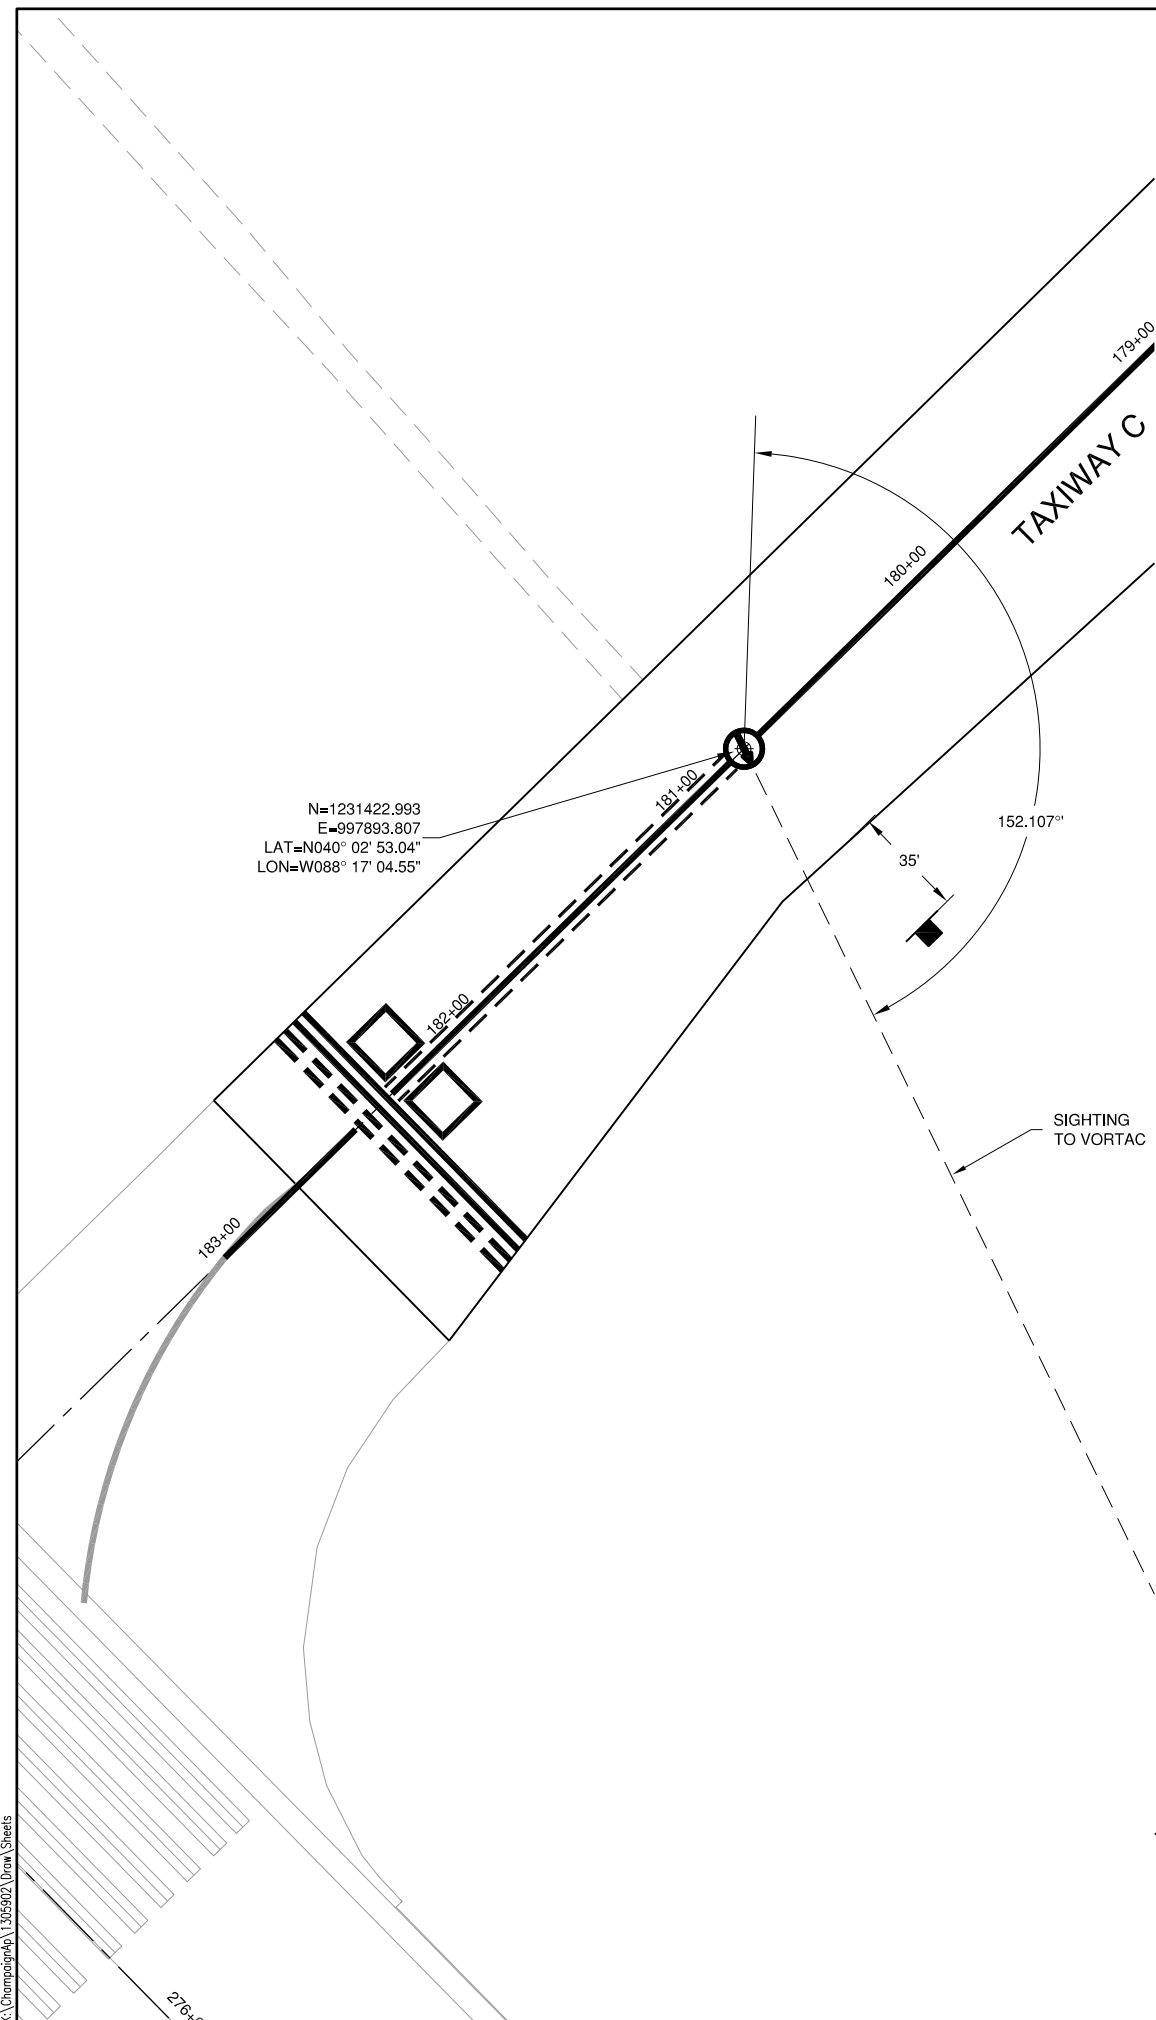 179+00
TAXIWAY C
180+00
181+00
N=1231422.993
E=997893.807
LAT=N040° 02' 53.04"
LON=W088° 17' 04.55"
152.107°'
35'
182+00
SIGHTING
TO VORTAC
183+00
K:\ChampaignAp\1305902\Draw\Sheets